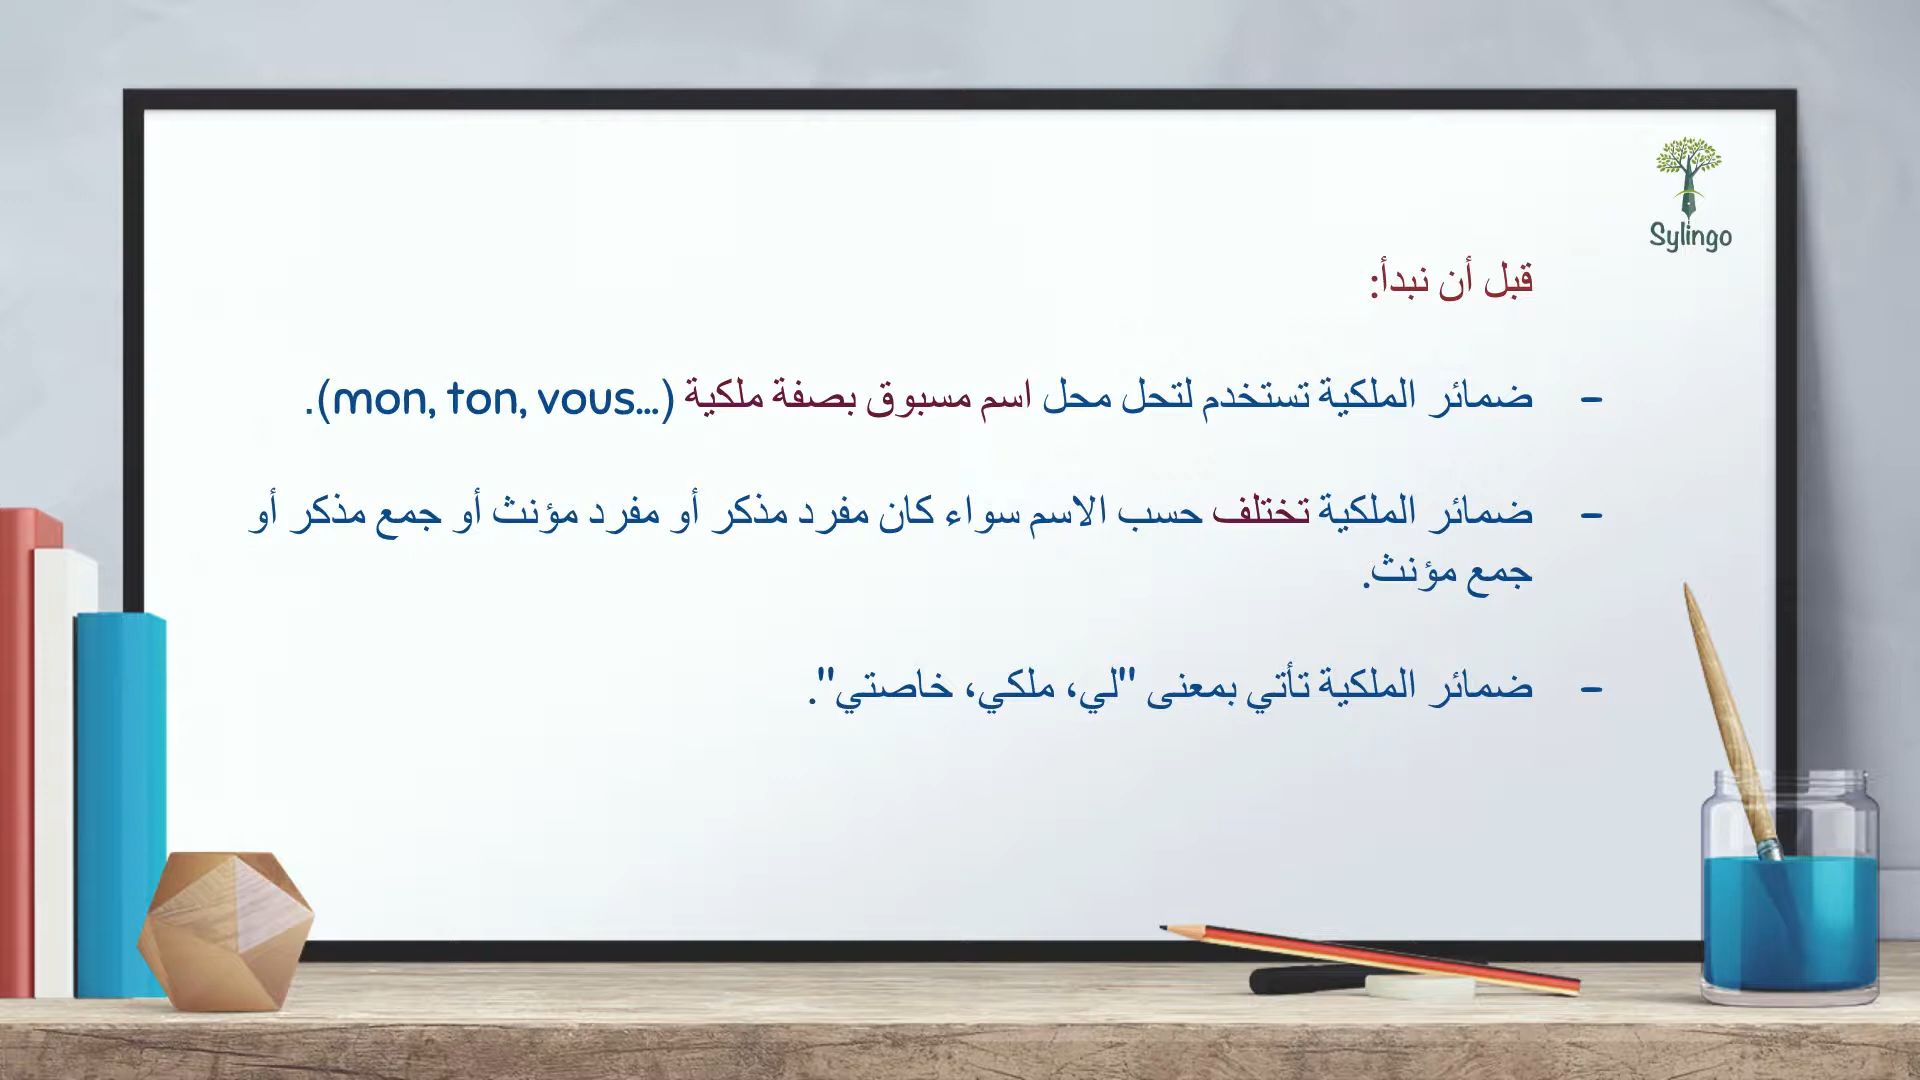 Sylingo
قبل أن نبدأ:
- ضمائر الملكية تستخدم لتحل محل اسم مسبوق بصفة ملكية (mon, ton, vous...).
- ضمائر الملكية تختلف حسب الاسم سواء كان مفرد مذكر أو مفرد مؤنث أو جمع مذكر أو
جمع مؤنث.
- ضمائر الملكية تأتي بمعنى "لي، ملكي، خاصتي".